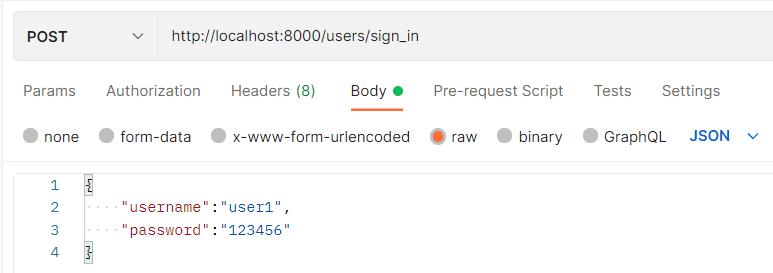 POST http://localhost:8000/users/sign_in
Params Authorization Headers (8) Body Pre-request Script Tests Settings
none form-data x-www-form-urlencoded raw binary GraphQL JSON
1 {
2 "username":"user1",
3 "password":"123456"
4 }